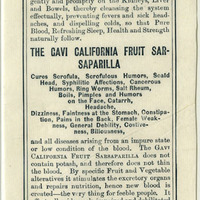 gently and promptly on the Kidneys, Liver
and Bowels, thereby cleansing the system
effectually, preventing fevers and sick head-
aches, and dispelling colds, so that Pure
Blood, Refreshing Sleep, Health and Strength
naturally follow.
THE GAVI CALIFORNIA FRUIT SAR-
SAPARILLA
Cures Scrofula, Scrofulous Humors, Scald
Head, Syphilitic Affections, Cancerous
Humors, Ring Worms, Salt Rheum,
Boils, Pimples and Humors
on the Face, Catarrh,
Headache,
Dizziness, Faintness at the Stomach, Constipa-
tion, Pains in the Back, Female Weak-
ness, General Debility, Costive-
ness, Biliousness,
and all diseases arising from an impure state
or low condition of the blood. The GAVI
CALIFORNIA FRUIT SARSAPARILLA does not
contain potash, and therefore does not thin
the blood. By specific Fruit and Vegetable
alteratives it stimulates the excretory organs
and repairs nutrition, hence new blood is
created—the very thing for feeble people. It